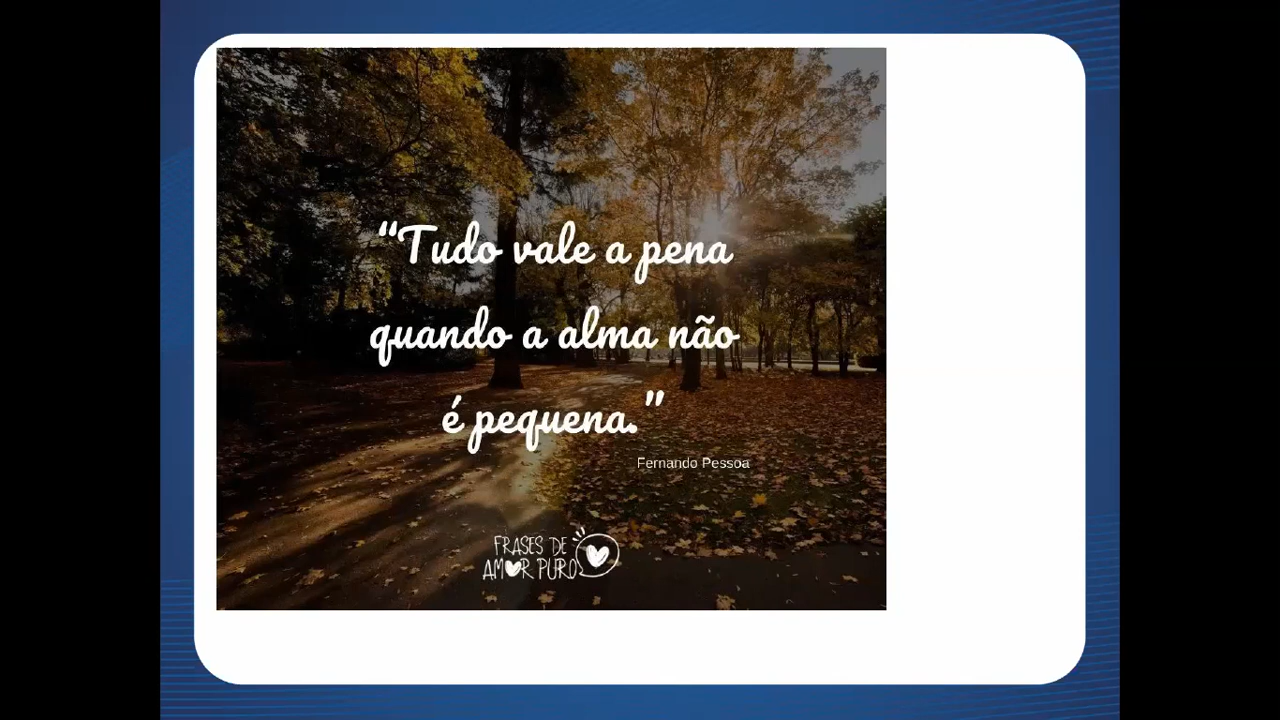 “Tudo vale a pena
quando a alma não
é pequena.”
Fernando Pessoa
FRASES DE
AMOR PURO